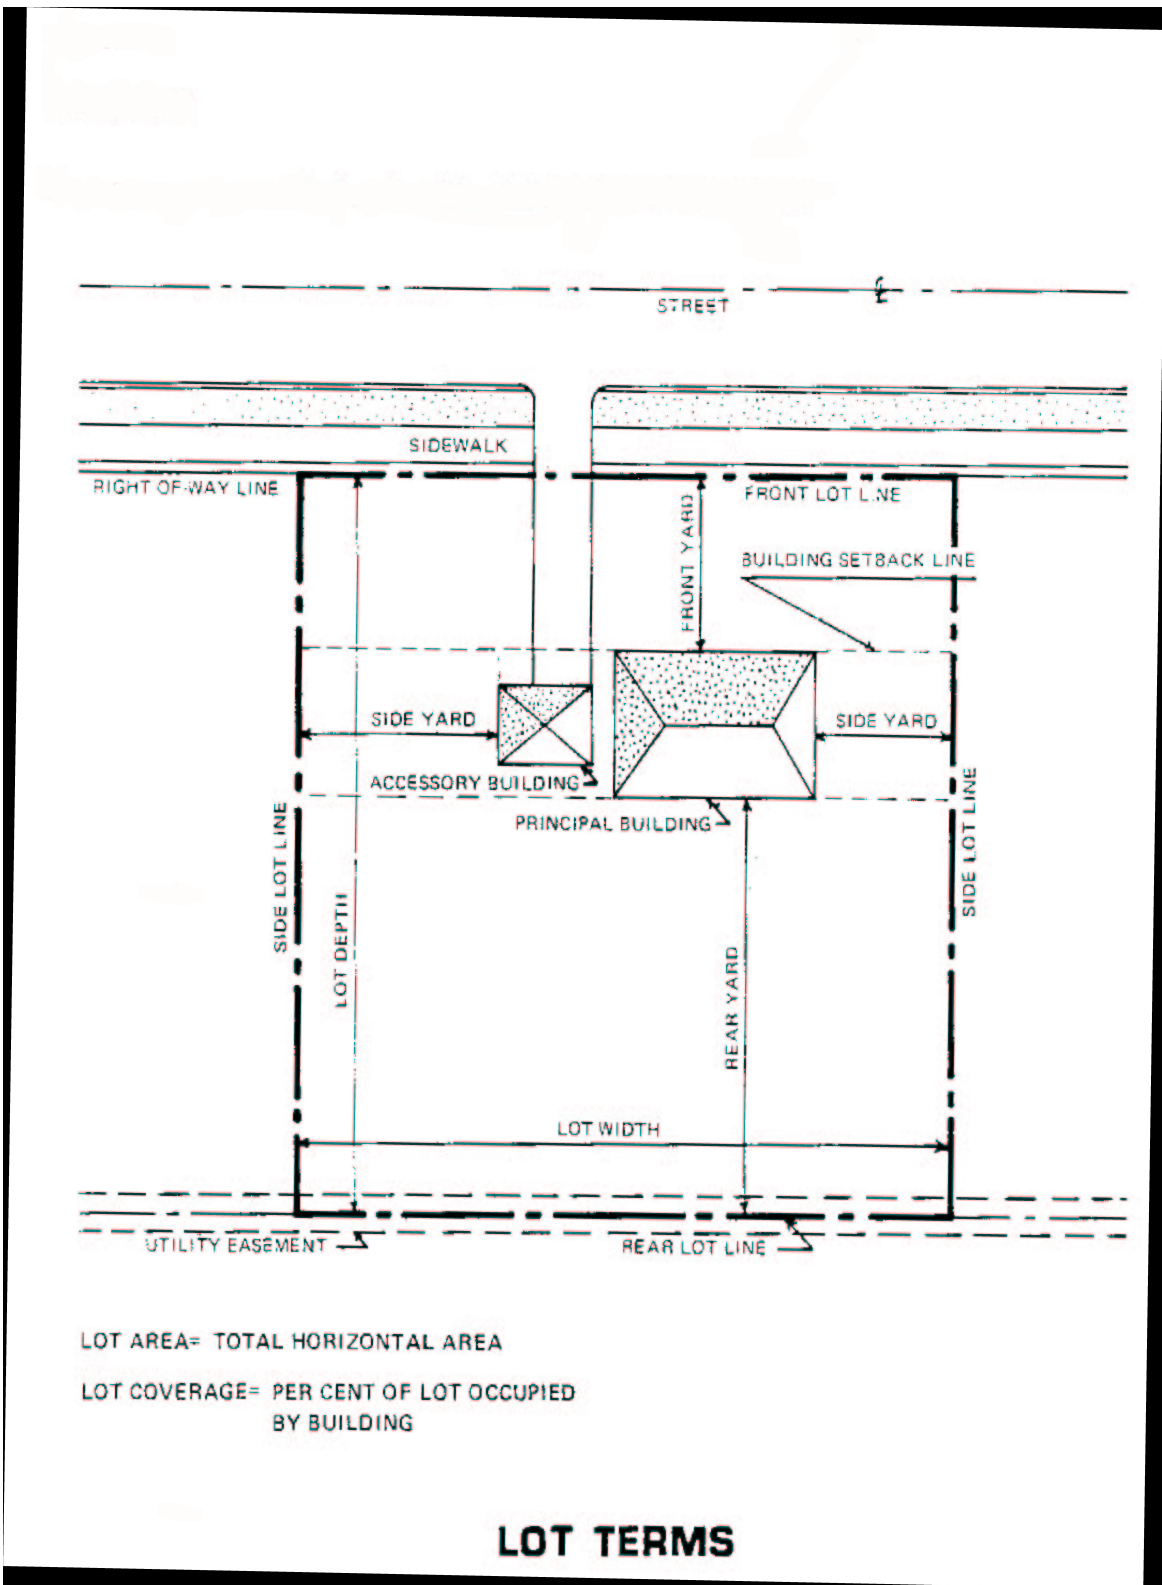 STREET
SIDEWALK
RIGHT OF-WAY LINE
FRONT LOT LINE
FRONT YARD
BUILDING SETBACK LINE
SIDE YARD
SIDE YARD
ACCESSORY BUILDING
PRINCIPAL BUILDING
SIDE LOT LINE
SIDE LOT LINE
LOT DEPTH
REAR YARD
LOT WIDTH
UTILITY EASEMENT
REAR LOT LINE
LOT AREA= TOTAL HORIZONTAL AREA
LOT COVERAGE= PER CENT OF LOT OCCUPIED
BY BUILDING
LOT TERMS